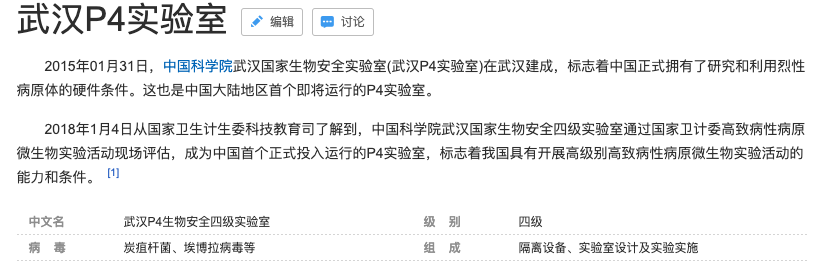 武汉P4实验室 编辑 讨论
2015年01月31日，中国科学院武汉国家生物安全实验室(武汉P4实验室)在武汉建成，标志着中国正式拥有了研究和利用烈性
病原体的硬件条件。这也是中国大陆地区首个即将运行的P4实验室。
2018年1月4日从国家卫生计生委科技教育司了解到，中国科学院武汉国家生物安全四级实验室通过国家卫计委高致病性病原
微生物实验活动现场评估，成为中国首个正式投入运行的P4实验室，标志着我国具有开展高级别高致病性病原微生物实验活动的
能力和条件。 [1]
中文名 武汉P4生物安全四级实验室 级 别 四级
病 毒 炭疽杆菌、埃博拉病毒等 组 成 隔离设备、实验室设计及实验实施